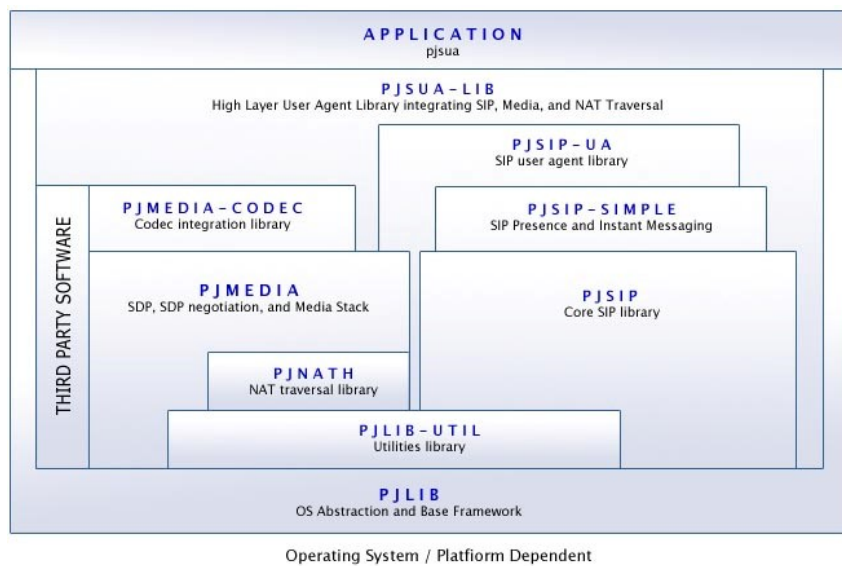 APPLICATION
pjsua
PJSUA-LIB
High Layer User Agent Library integrating SIP, Media, and NAT Traversal
PJSIP-UA
SIP user agent library
PJMEDIA-CODEC
Codec integration library
PJSIP-SIMPLE
SIP Presence and Instant Messaging
THIRD PARTY SOFTWARE
PJMEDIA
SDP, SDP negotiation, and Media Stack
PJSIP
Core SIP library
PJNATH
NAT traversal library
PJLIB-UTIL
Utilities library
PJLIB
OS Abstraction and Base Framework
Operating System / Platfiorm Dependent